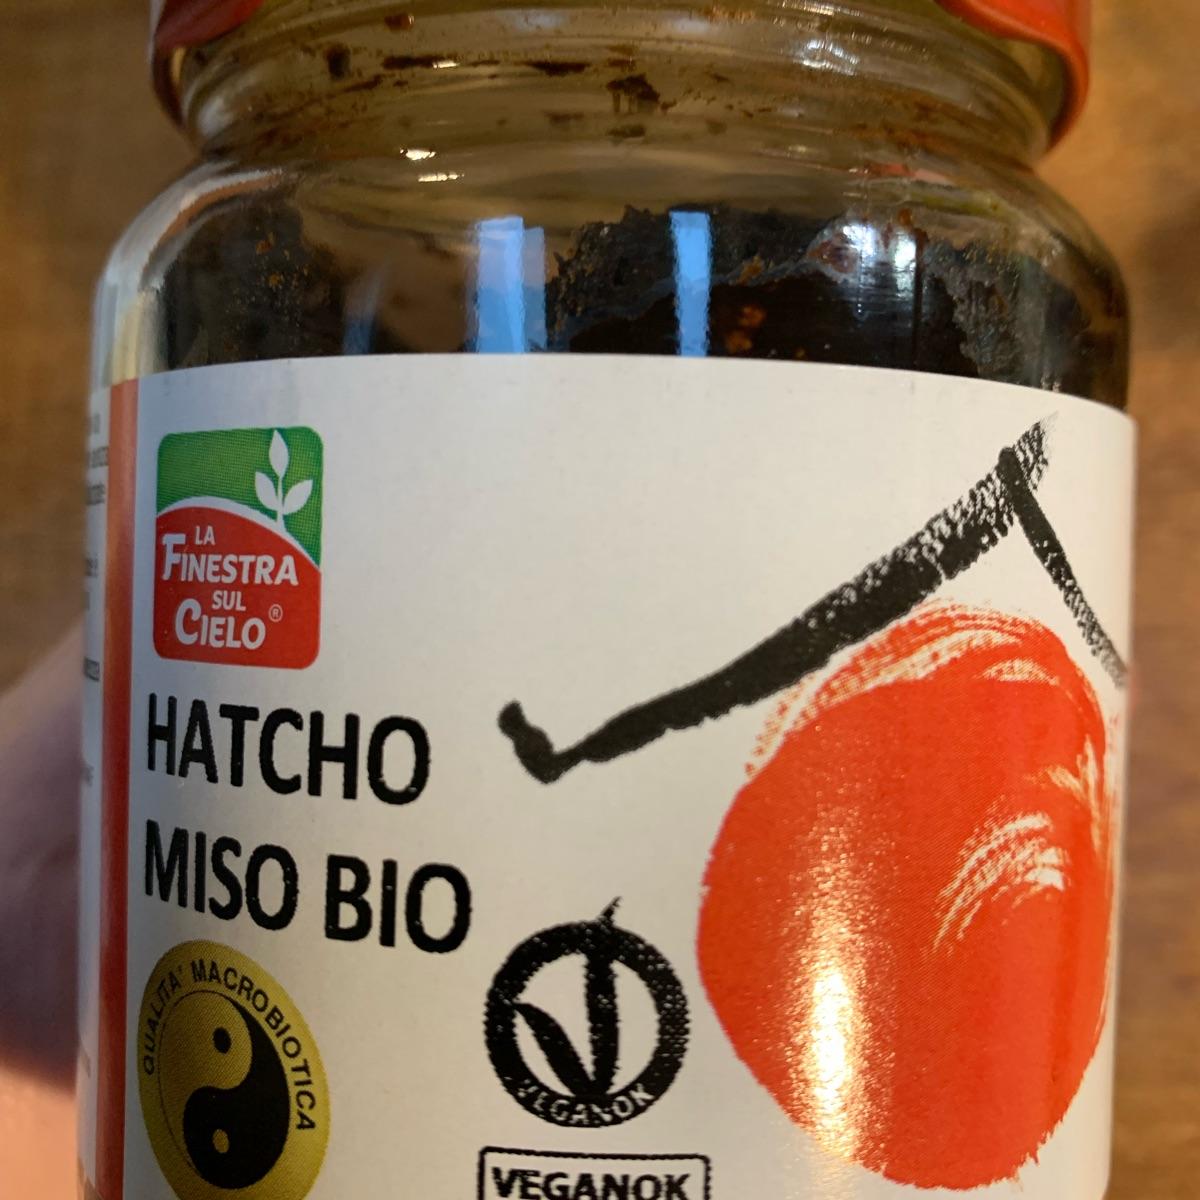 LA
FINESTRA
SUL
CIELO®
HATCHO
MISO BIO
QUALITA' MACROBIOTICA
VEGANOK
VEGANOK